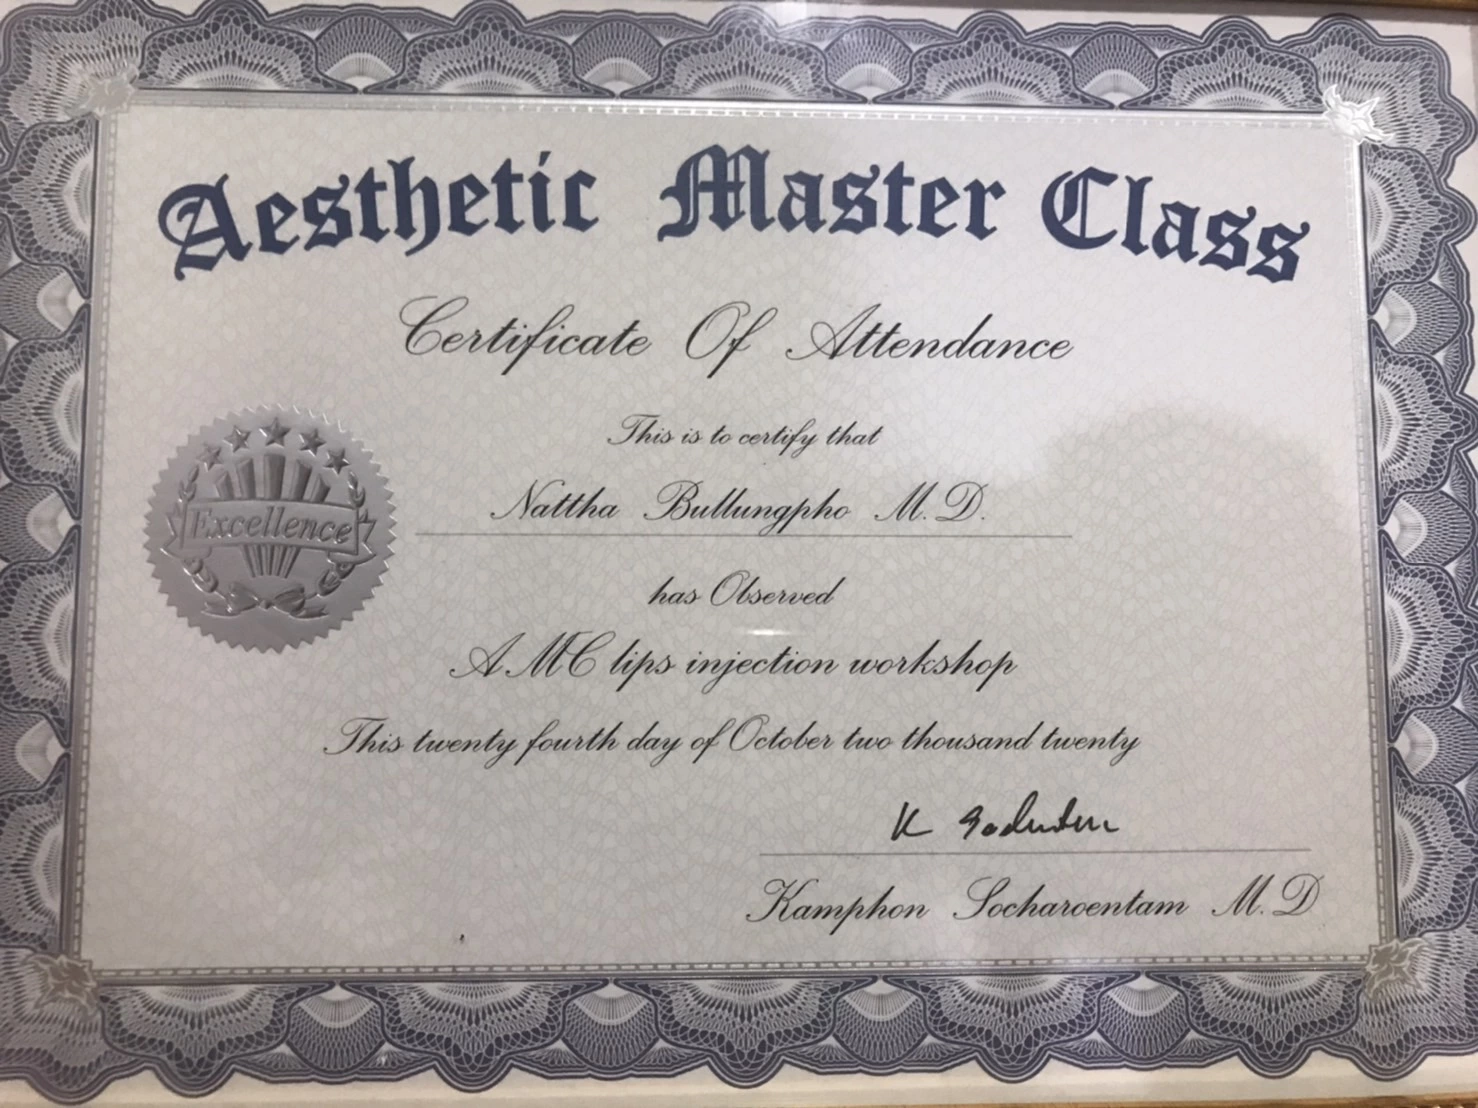 Aesthetic Master Class
Certificate Of Attendance
This is to certify that
Nattha Bullungpho M.D.
Excellence
has Observed
AMC lips injection workshop
This twenty fourth day of October two thousand twenty
Kamphon Socharoentam M.D